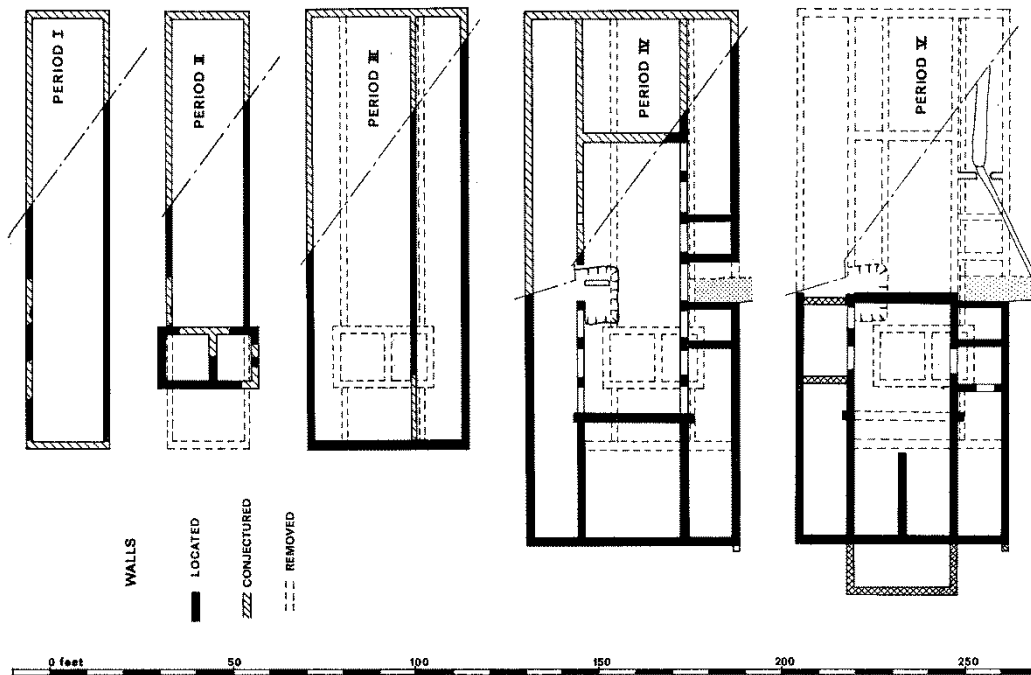 PERIOD I
PERIOD II
PERIOD III
PERIOD IV
PERIOD V
WALLS
LOCATED
CONJECTURED
REMOVED
0 feet 50 100 150 200 250